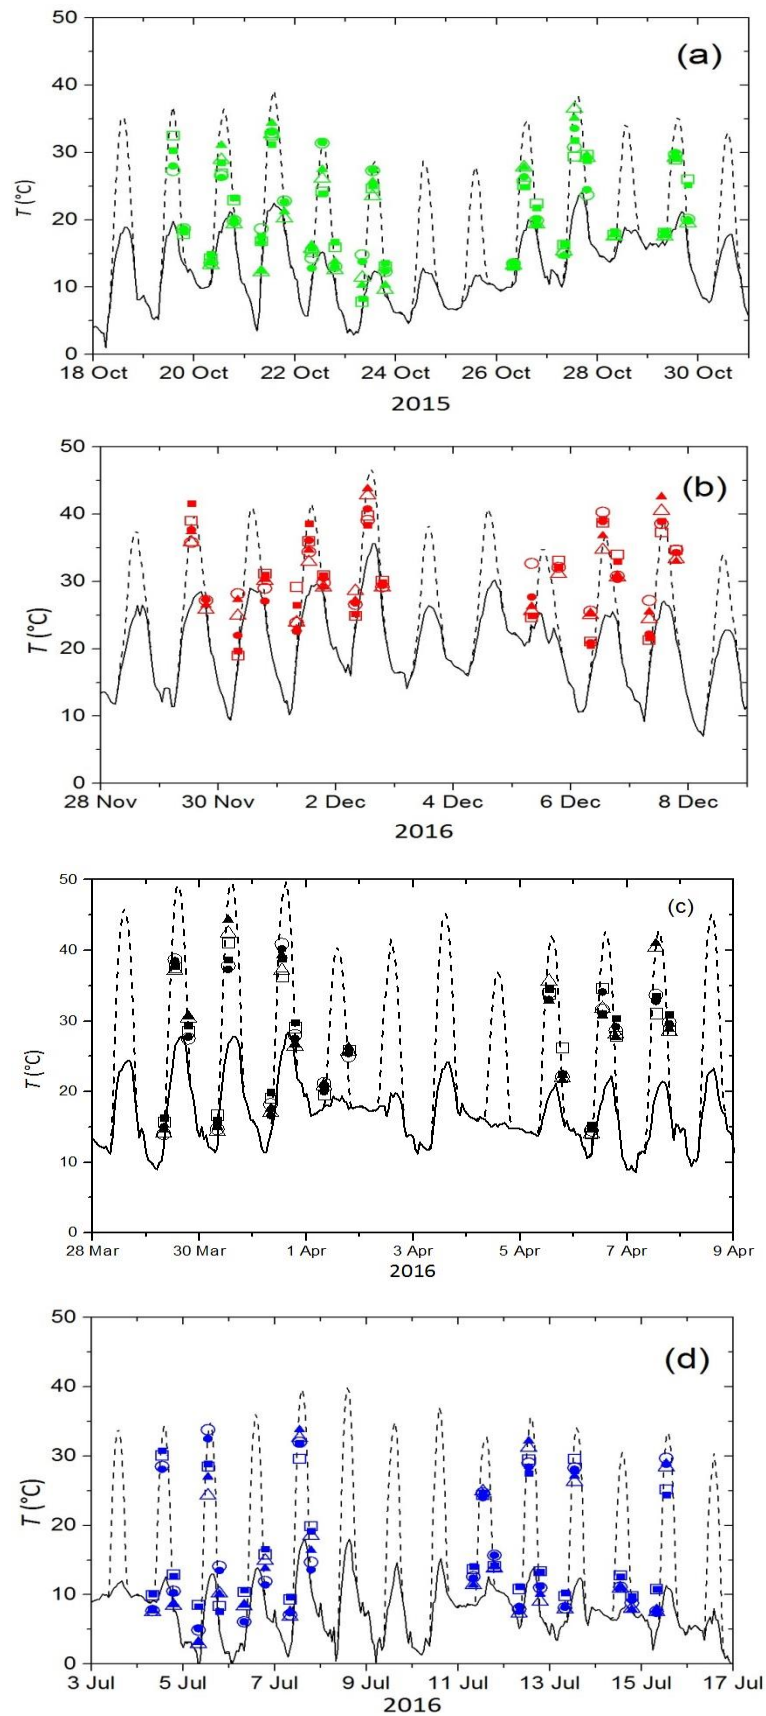 50
(a)
40
30
T (°C)
20
10
0
18 Oct 20 Oct 22 Oct 24 Oct 26 Oct 28 Oct 30 Oct
2015
50
(b)
40
30
T (°C)
20
10
0
28 Nov 30 Nov 2 Dec 4 Dec 6 Dec 8 Dec
2016
50
(c)
40
30
T (°C)
20
10
0
28 Mar 30 Mar 1 Apr 3 Apr 5 Apr 7 Apr 9 Apr
2016
50
(d)
40
30
T (°C)
20
10
0
3 Jul 5 Jul 7 Jul 9 Jul 11 Jul 13 Jul 15 Jul 17 Jul
2016